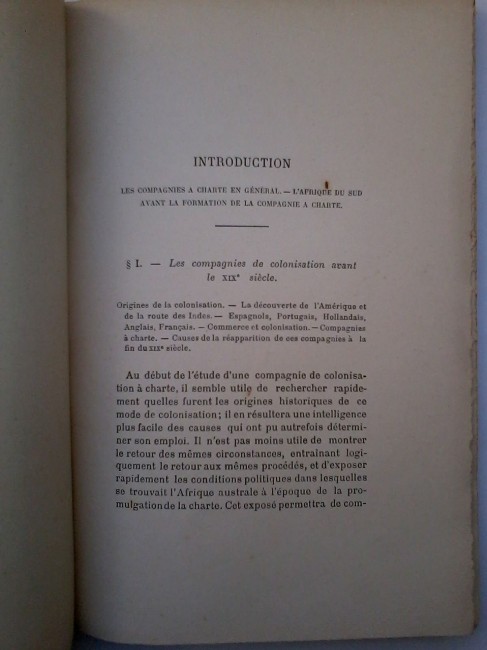 INTRODUCTION
LES COMPAGNIES A CHARTE EN GÉNÉRAL. — L'AFRIQUE DU SUD
AVANT LA FORMATION DE LA COMPAGNIE A CHARTE.
§ I. — Les compagnies de colonisation avant
le XIXᵉ siècle.
Origines de la colonisation. — La découverte de l'Amérique et
de la route des Indes. — Espagnols, Portugais, Hollandais,
Anglais, Français. — Commerce et colonisation. — Compagnies
à charte. — Causes de la réapparition de ces compagnies à la
fin du XIXᵉ siècle.
Au début de l'étude d'une compagnie de colonisa-
tion à charte, il semble utile de rechercher rapide-
ment quelles furent les origines historiques de ce
mode de colonisation; il en résultera une intelligence
plus facile des causes qui ont pu autrefois détermi-
ner son emploi. Il n'est pas moins utile de montrer
le retour des mêmes circonstances, entraînant logi-
quement le retour aux mêmes procédés, et d'exposer
rapidement les conditions politiques dans lesquelles
se trouvait l'Afrique australe à l'époque de la pro-
mulgation de la charte. Cet exposé permettra de com-